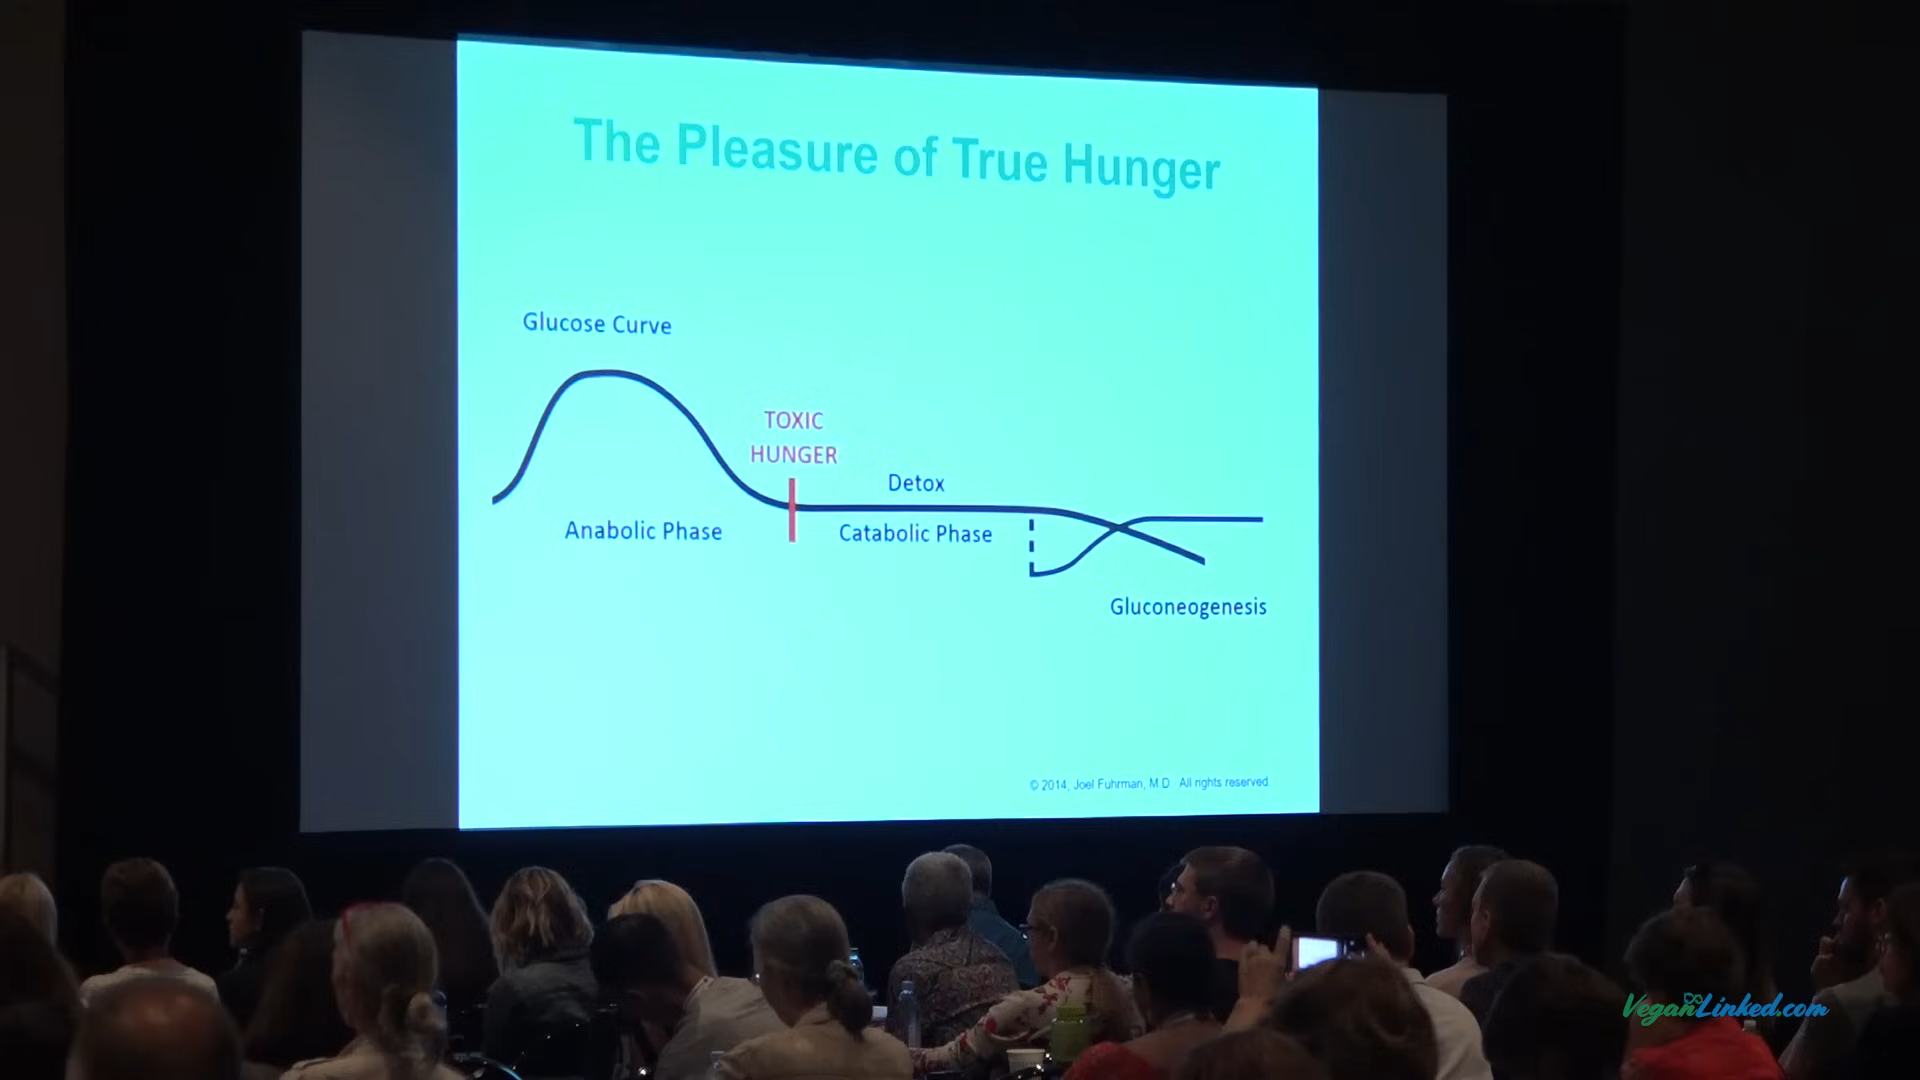 The Pleasure of True Hunger
Glucose Curve
TOXIC
HUNGER
Detox
Anabolic Phase
Catabolic Phase
Gluconeogenesis
© 2014, Joel Fuhrman, M.D. All rights reserved
VeganLinked.com